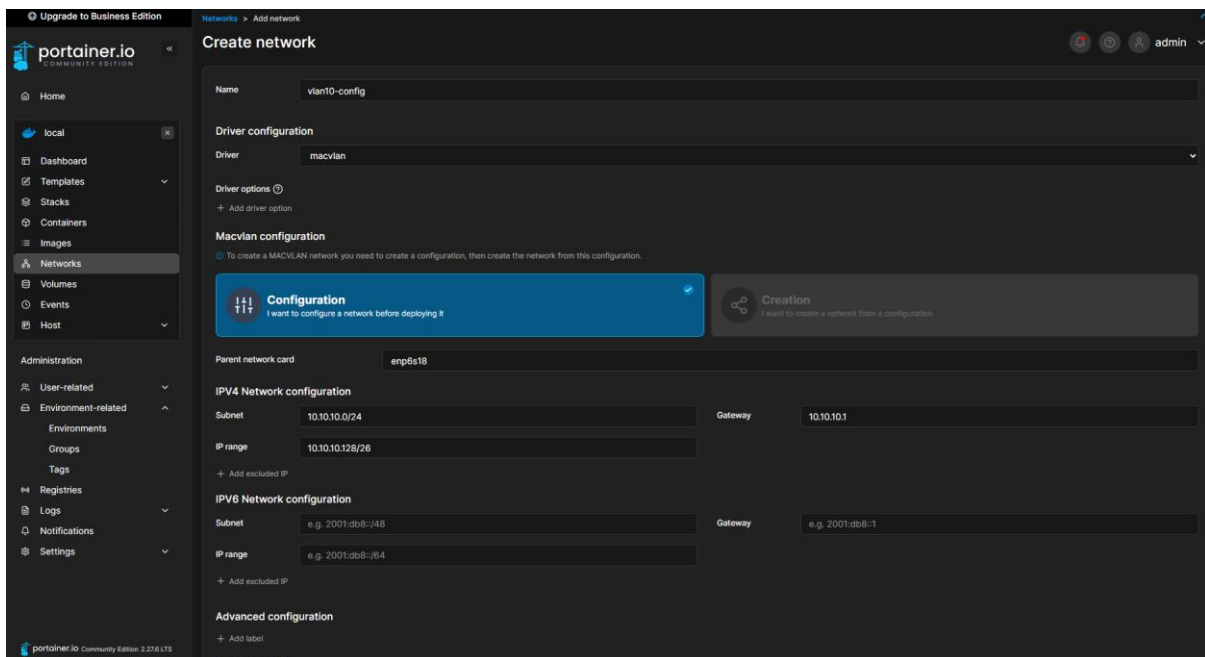 Upgrade to Business Edition
portainer.io
COMMUNITY EDITION
Home
local
Dashboard
Templates
Stacks
Containers
Images
Networks
Volumes
Events
Host
Administration
User-related
Environment-related
Environments
Groups
Tags
Registries
Logs
Notifications
Settings
portainer.io Community Edition 2.27.6 LTS
Networks > Add network
Create network
admin
Name vlan10-config
Driver configuration
Driver macvlan
Driver options
+ Add driver option
Macvlan configuration
To create a MACVLAN network you need to create a configuration, then create the network from this configuration.
Configuration
I want to configure a network before deploying it
Creation
I want to create a network from a configuration
Parent network card enp6s18
IPV4 Network configuration
Subnet 10.10.10.0/24 Gateway 10.10.10.1
IP range 10.10.10.128/26
+ Add excluded IP
IPV6 Network configuration
Subnet e.g. 2001:db8::/48 Gateway e.g. 2001:db8::1
IP range e.g. 2001:db8::/64
+ Add excluded IP
Advanced configuration
+ Add label